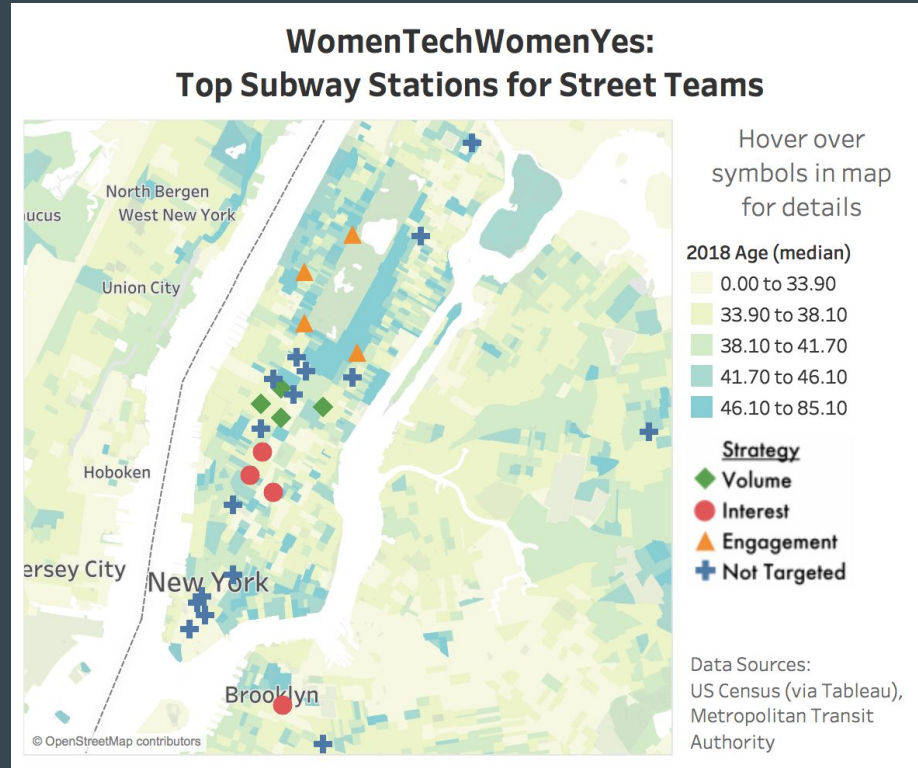 WomenTechWomenYes:
Top Subway Stations for Street Teams
North Bergen
West New York
ucus
Union City
Hoboken
ersey City
New York
Brooklyn
© OpenStreetMap contributors
Hover over
symbols in map
for details
2018 Age (median)
0.00 to 33.90
33.90 to 38.10
38.10 to 41.70
41.70 to 46.10
46.10 to 85.10
Strategy
Volume
Interest
Engagement
Not Targeted
Data Sources:
US Census (via Tableau),
Metropolitan Transit
Authority